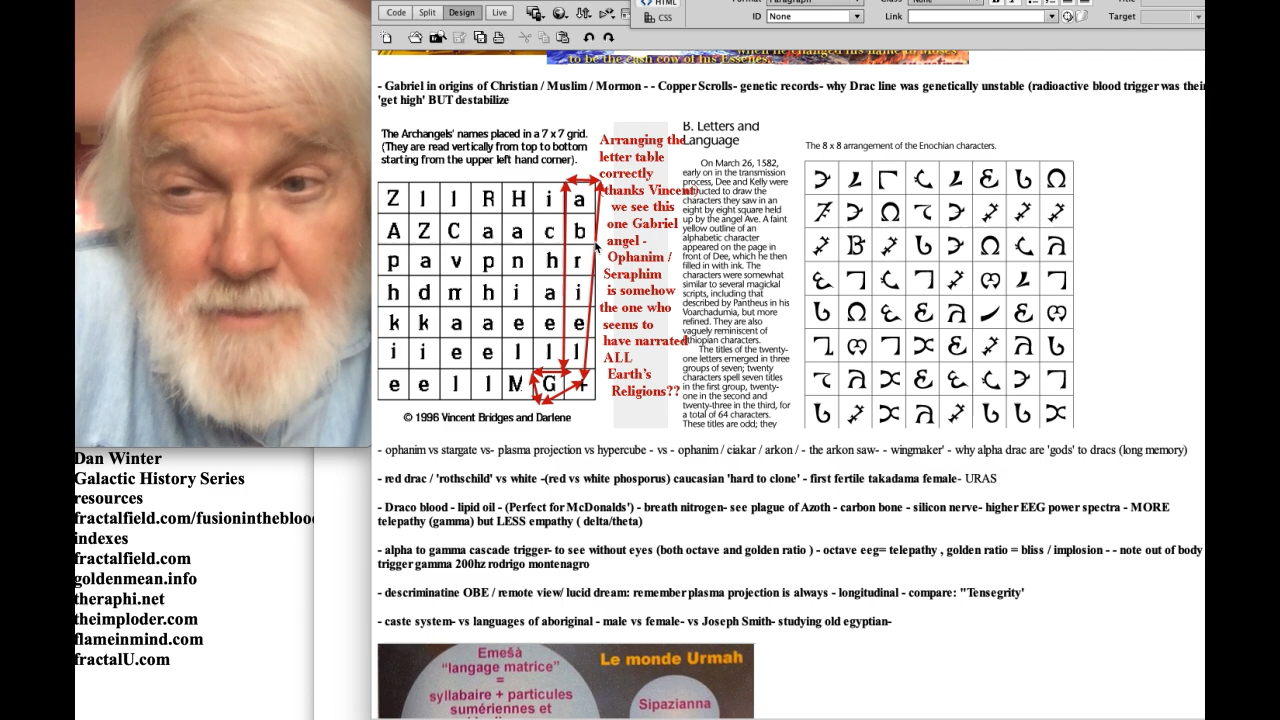 Code Split Design Live
HTML
CSS
ID None
Link
Target
when he changed his name an Moses
to be the cash cow of his Essenes...
- Gabriel in origins of Christian / Muslim / Mormon - - Copper Scrolls- genetic records- why Drac line was genetically unstable (radioactive blood trigger was their
'get high' BUT destabilize
The Archangels' names placed in a 7 x 7 grid.
(They are read vertically from top to bottom
starting from the upper left hand corner).
Z l l R H i a
A Z C a a c b
p a v p n h r
h d m h i a i
k k a a e e e
i i e e l l l
e e l l M G +
© 1996 Vincent Bridges and Darlene
Arranging the
letter table
correctly
thanks Vincent)
we see this
one Gabriel
angel -
Ophanim /
Seraphim
is somehow
the one who
seems to
have narrated
ALL
Earth's
Religions??
B. Letters and
Language
On March 26, 1582,
early on in the transmission
process, Dee and Kelly were
instructed to draw the
characters they saw in an
eight by eight square held
up by the angel Ave. A faint
yellow outline of an
alphabetic character
appeared on the page in
front of Dee, which he then
filled in with ink. The
characters were somewhat
similar to several magickal
scripts, including that
described by Pantheus in his
Voarchadumia, but more
refined. They are also
vaguely reminiscent of
Ethiopian characters.
The titles of the twenty-
one letters emerged in three
groups of seven; twenty
characters spell seven titles
in the first group, twenty-
one in the second and
twenty-three in the third, for
a total of 64 characters.
These titles are odd; they
The 8 x 8 arrangement of the Enochian characters.
- ophanim vs stargate vs- plasma projection vs hypercube - vs - ophanim / ciakar / arkon / - the arkon saw- - wingmaker' - why alpha drac are 'gods' to dracs (long memory)
- red drac / 'rothschild' vs white -(red vs white phosporus) caucasian 'hard to clone' - first fertile takadama female- URAS
- Draco blood - lipid oil - (Perfect for McDonalds') - breath nitrogen- see plague of Azoth - carbon bone - silicon nerve- higher EEG power spectra - MORE
telepathy (gamma) but LESS empathy ( delta/theta)
- alpha to gamma cascade trigger- to see without eyes (both octave and golden ratio ) - octave eeg= telepathy , golden ratio = bliss / implosion - - note out of body
trigger gamma 200hz rodrigo montenagro
- descriminatine OBE / remote view/ lucid dream: remember plasma projection is always - longitudinal - compare: "Tensegrity'
- caste system- vs languages of aboriginal - male vs female- vs Joseph Smith- studying old egyptian-
Emešà
"langage matrice"
=
syllabaire + particules
sumériennes et
Le monde Urmah
Sipazianna
Dan Winter
Galactic History Series
resources
fractalfield.com/fusionintheblood
indexes
fractalfield.com
goldenmean.info
theraphi.net
theimploder.com
flameinmind.com
fractalU.com